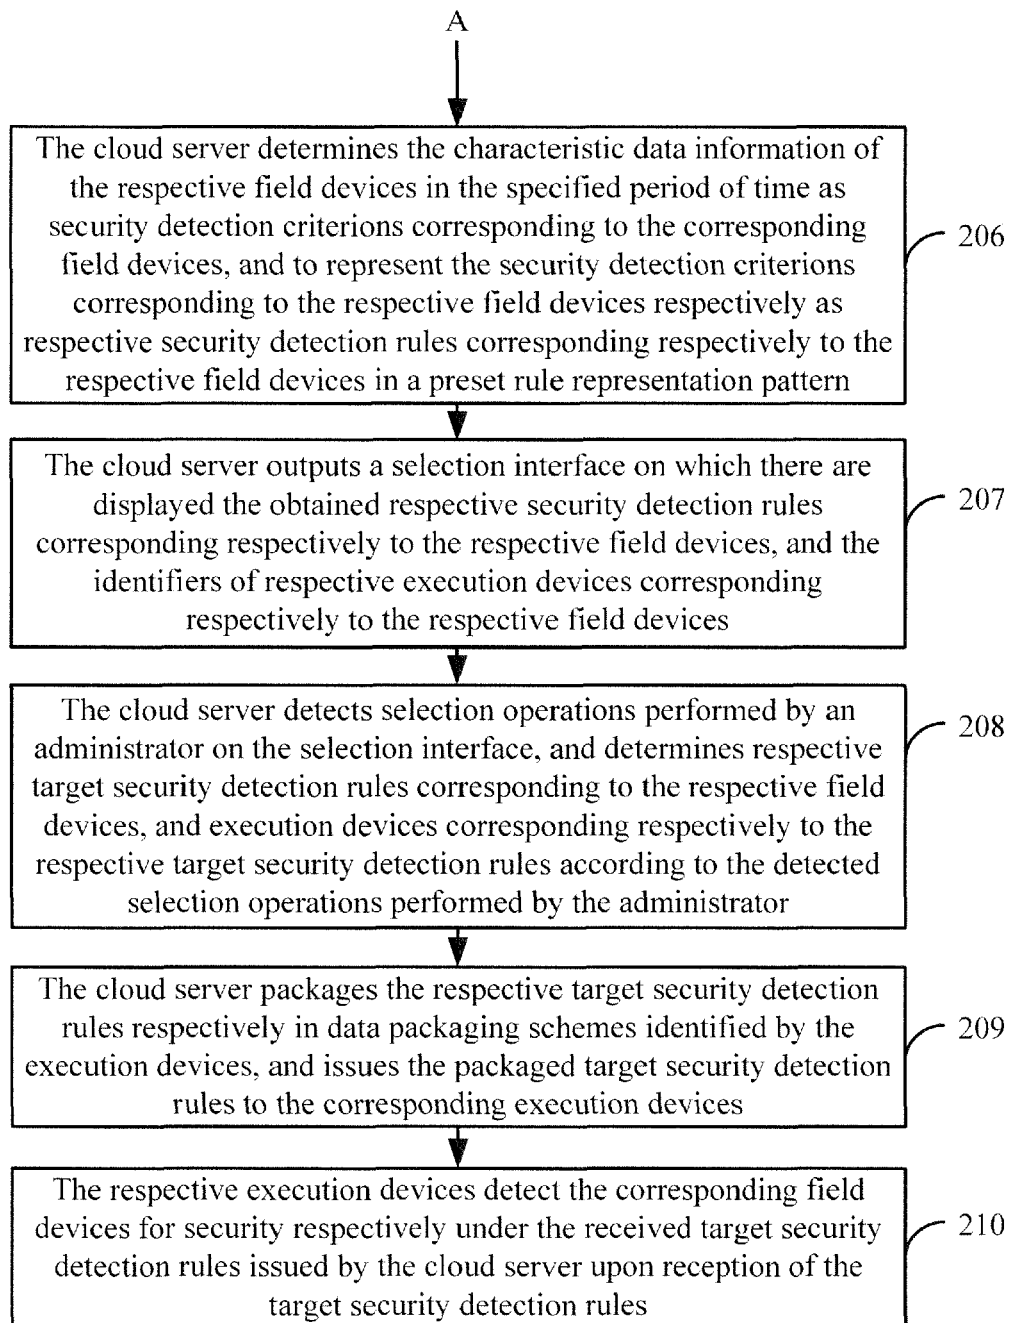 A
The cloud server determines the characteristic data information of
the respective field devices in the specified period of time as
security detection criterions corresponding to the corresponding
field devices, and to represent the security detection criterions
corresponding to the respective field devices respectively as
respective security detection rules corresponding respectively to the
respective field devices in a preset rule representation pattern
206
The cloud server outputs a selection interface on which there are
displayed the obtained respective security detection rules
corresponding respectively to the respective field devices, and the
identifiers of respective execution devices corresponding
respectively to the respective field devices
207
The cloud server detects selection operations performed by an
administrator on the selection interface, and determines respective
target security detection rules corresponding to the respective field
devices, and execution devices corresponding respectively to the
respective target security detection rules according to the detected
selection operations performed by the administrator
208
The cloud server packages the respective target security detection
rules respectively in data packaging schemes identified by the
execution devices, and issues the packaged target security detection
rules to the corresponding execution devices
209
The respective execution devices detect the corresponding field
devices for security respectively under the received target security
detection rules issued by the cloud server upon reception of the
target security detection rules
210